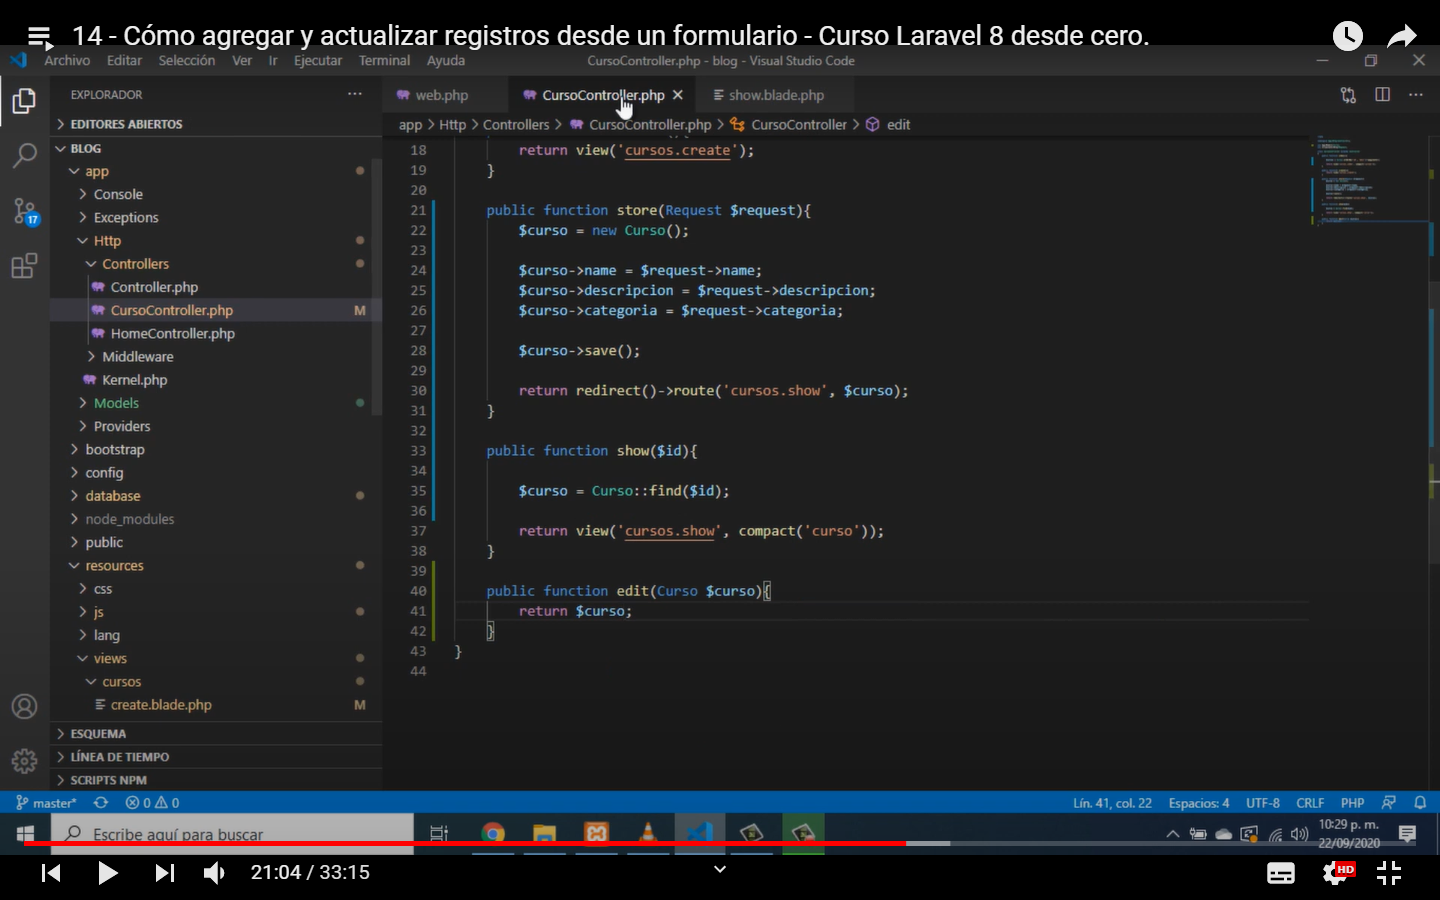 14 - Cómo agregar y actualizar registros desde un formulario - Curso Laravel 8 desde cero.
Archivo Editar Selección Ver Ir Ejecutar Terminal Ayuda CursoController.php - blog - Visual Studio Code
EXPLORADOR
web.php CursoController.php show.blade.php
EDITORES ABIERTOS
app > Http > Controllers > CursoController.php > CursoController > edit
BLOG
app
Console
Exceptions
Http
Controllers
Controller.php
CursoController.php M
HomeController.php
Middleware
Kernel.php
Models
Providers
bootstrap
config
database
node_modules
public
resources
css
js
lang
views
cursos
create.blade.php M
ESQUEMA
LÍNEA DE TIEMPO
SCRIPTS NPM
17
18 return view('cursos.create');
19 }
20
21 public function store(Request $request){
22 $curso = new Curso();
23
24 $curso->name = $request->name;
25 $curso->descripcion = $request->descripcion;
26 $curso->categoria = $request->categoria;
27
28 $curso->save();
29
30 return redirect()->route('cursos.show', $curso);
31 }
32
33 public function show($id){
34
35 $curso = Curso::find($id);
36
37 return view('cursos.show', compact('curso'));
38 }
39
40 public function edit(Curso $curso){
41 return $curso;
42 }
43 }
44
master* 0 0 Lín. 41, col. 22 Espacios: 4 UTF-8 CRLF PHP
Escribe aquí para buscar
10:29 p. m.
22/09/2020
21:04 / 33:15
HD